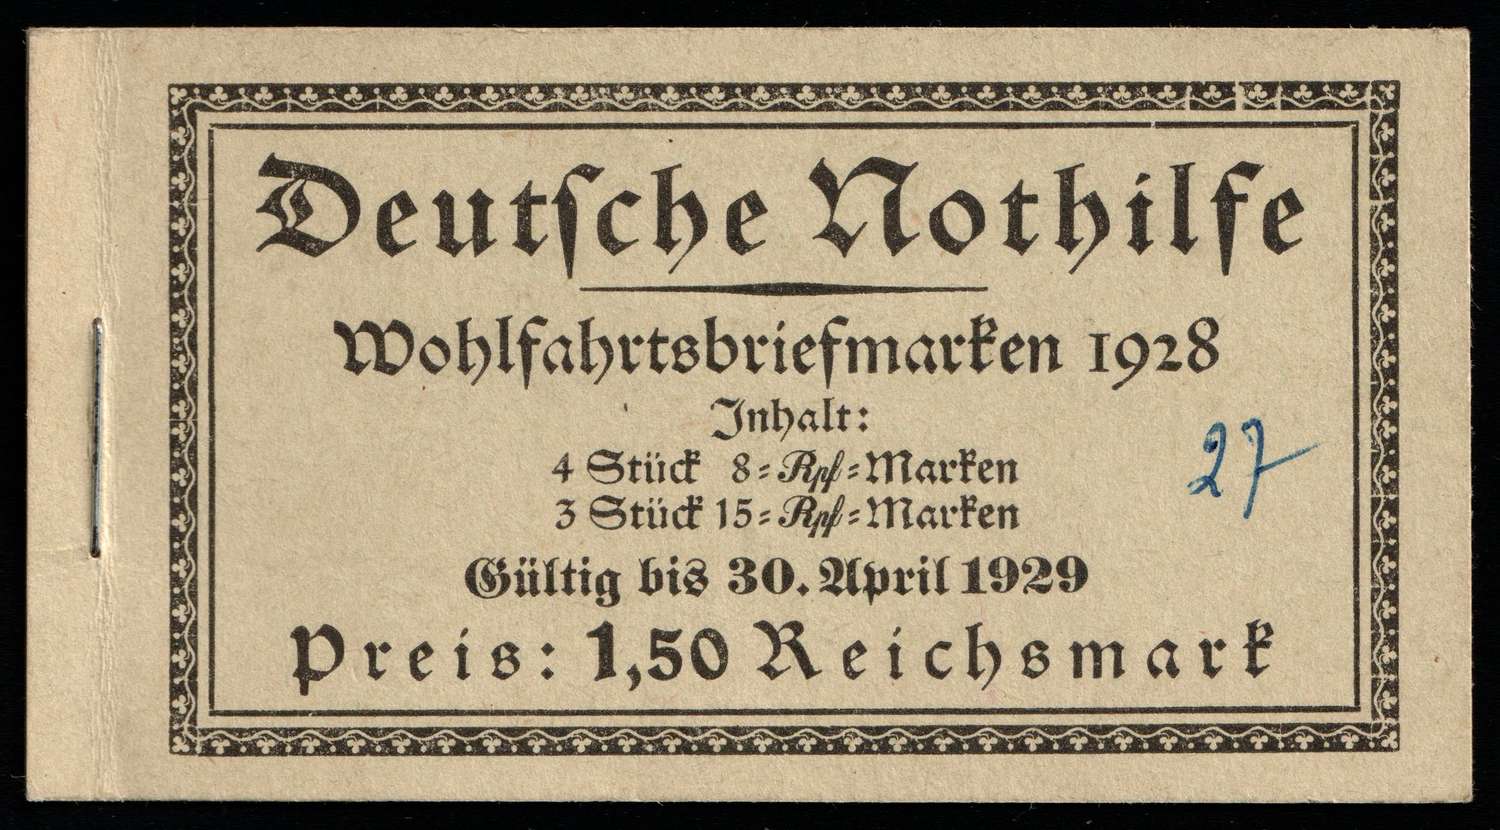 Deutſche Nothilfe
Wohlfahrtsbriefmarken 1928
Inhalt:
4 Stück 8=Rpf=Marken
3 Stück 15=Rpf=Marken
27
Gültig bis 30. April 1929
Preis: 1,50 Reichsmark